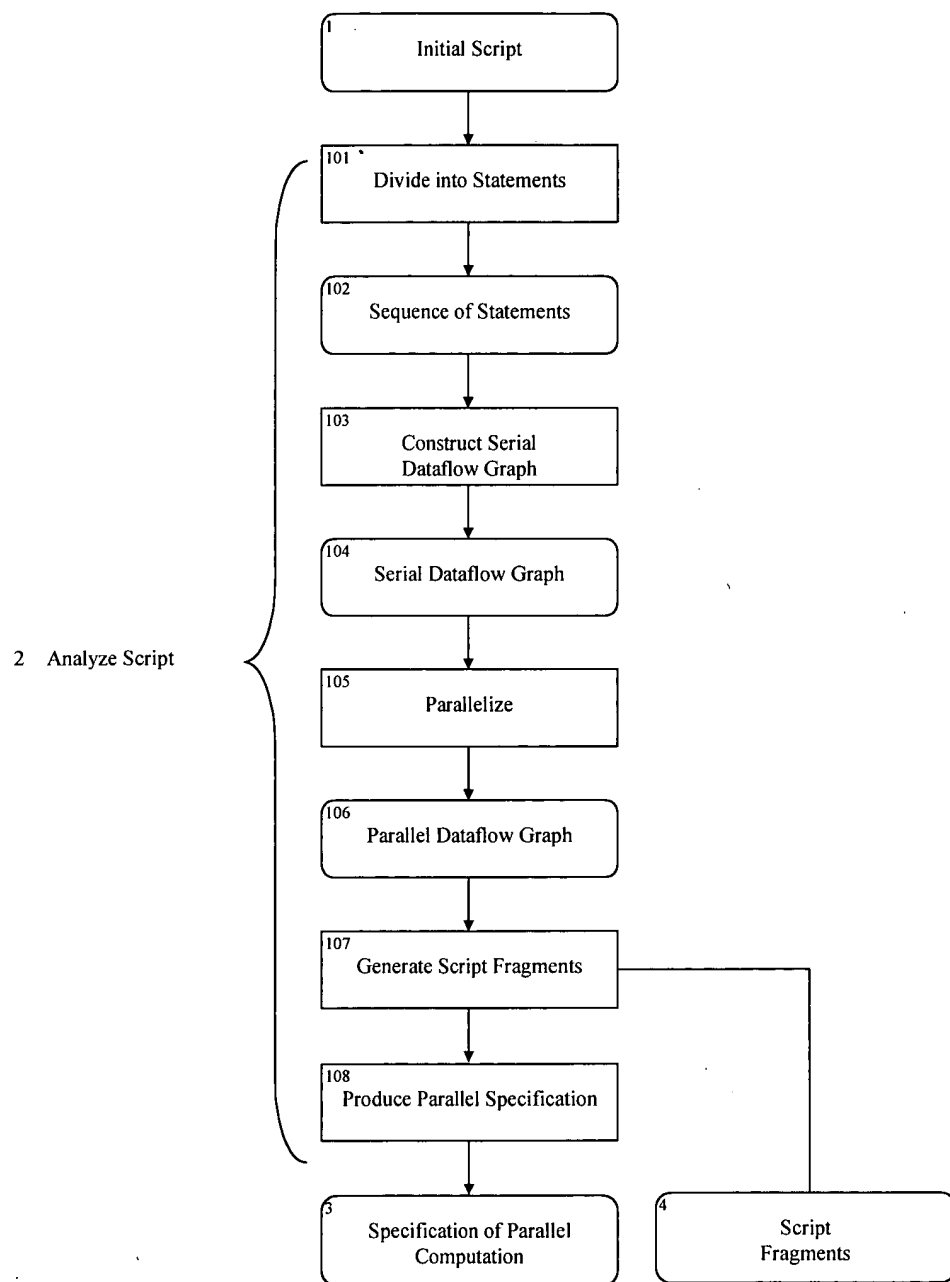 1
Initial Script
101
Divide into Statements
102
Sequence of Statements
103
Construct Serial
Dataflow Graph
104
Serial Dataflow Graph
2 Analyze Script
105
Parallelize
106
Parallel Dataflow Graph
107
Generate Script Fragments
108
Produce Parallel Specification
3
Specification of Parallel
Computation
4
Script
Fragments